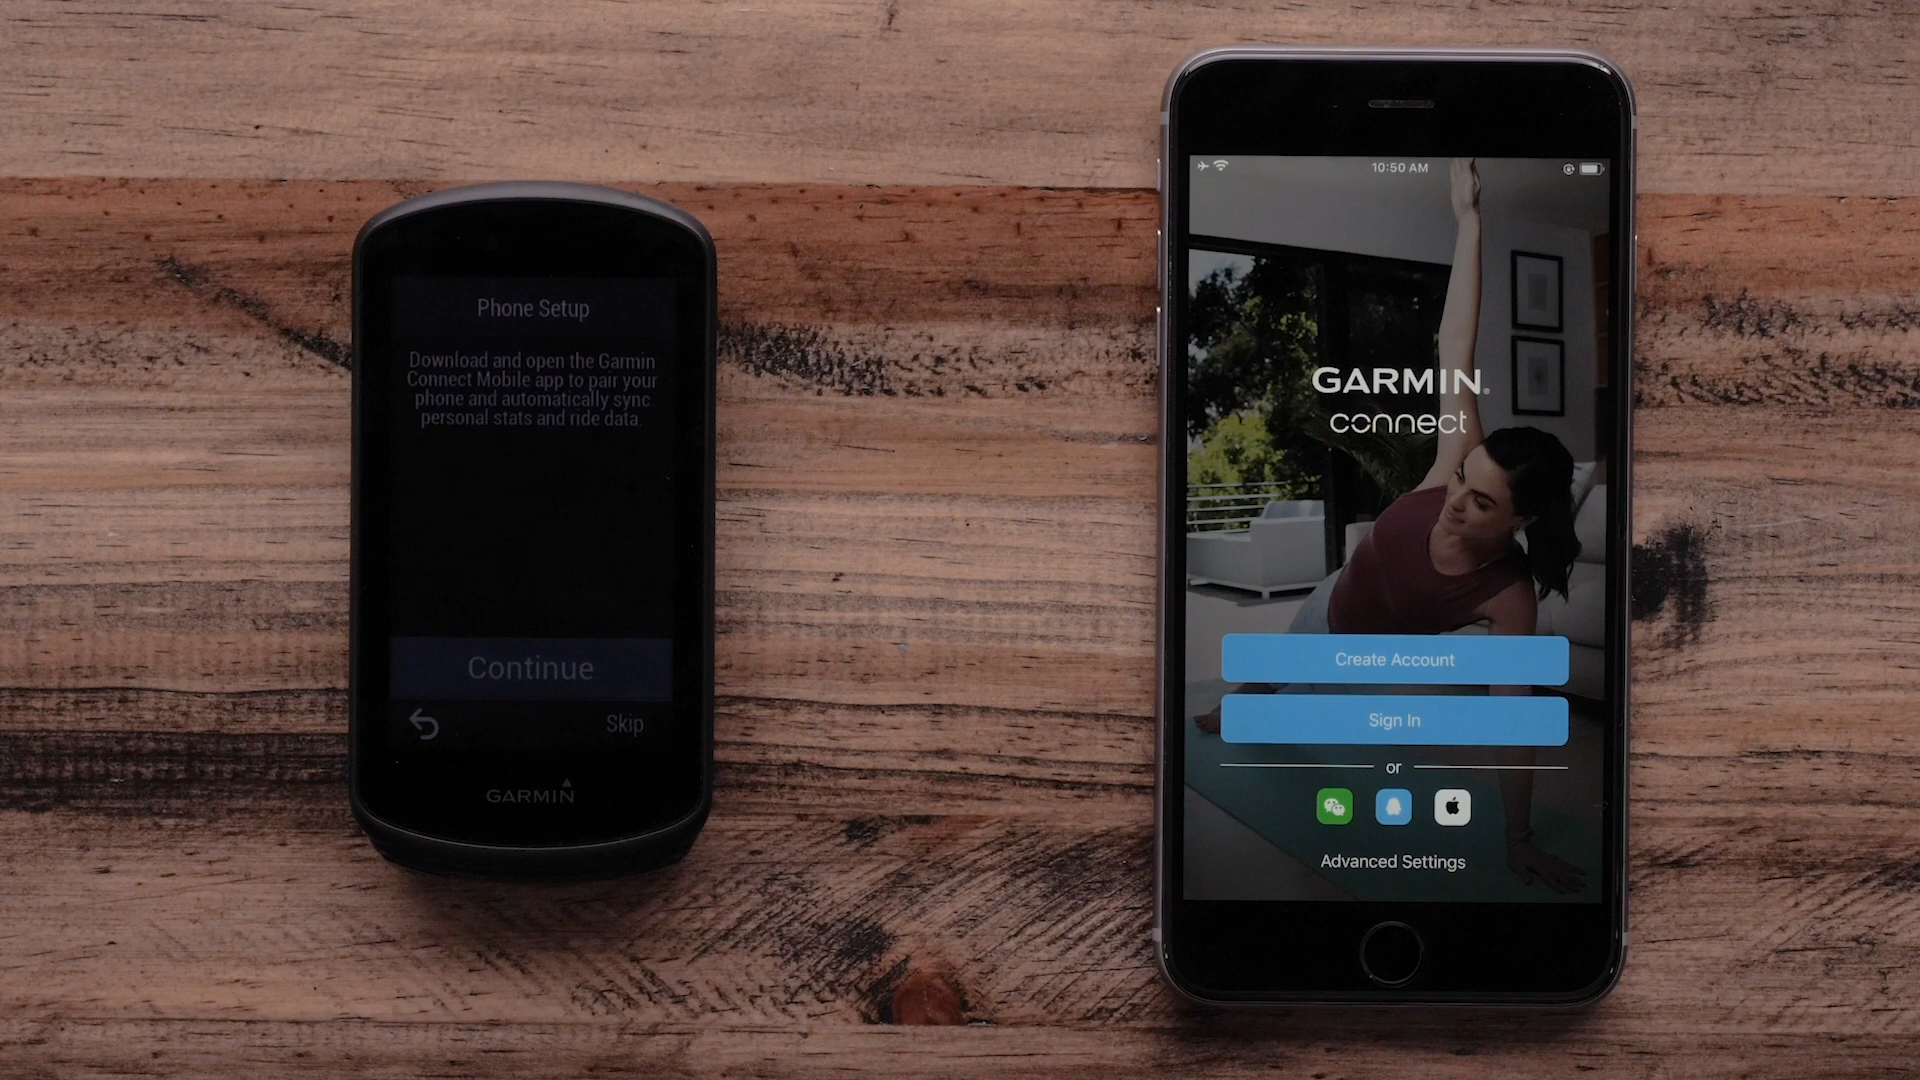 Phone Setup
Download and open the Garmin
Connect Mobile app to pair your
phone and automatically sync
personal stats and ride data.
Continue
Skip
GARMIN
10:50 AM
GARMIN®
connect
Create Account
Sign In
or
Advanced Settings